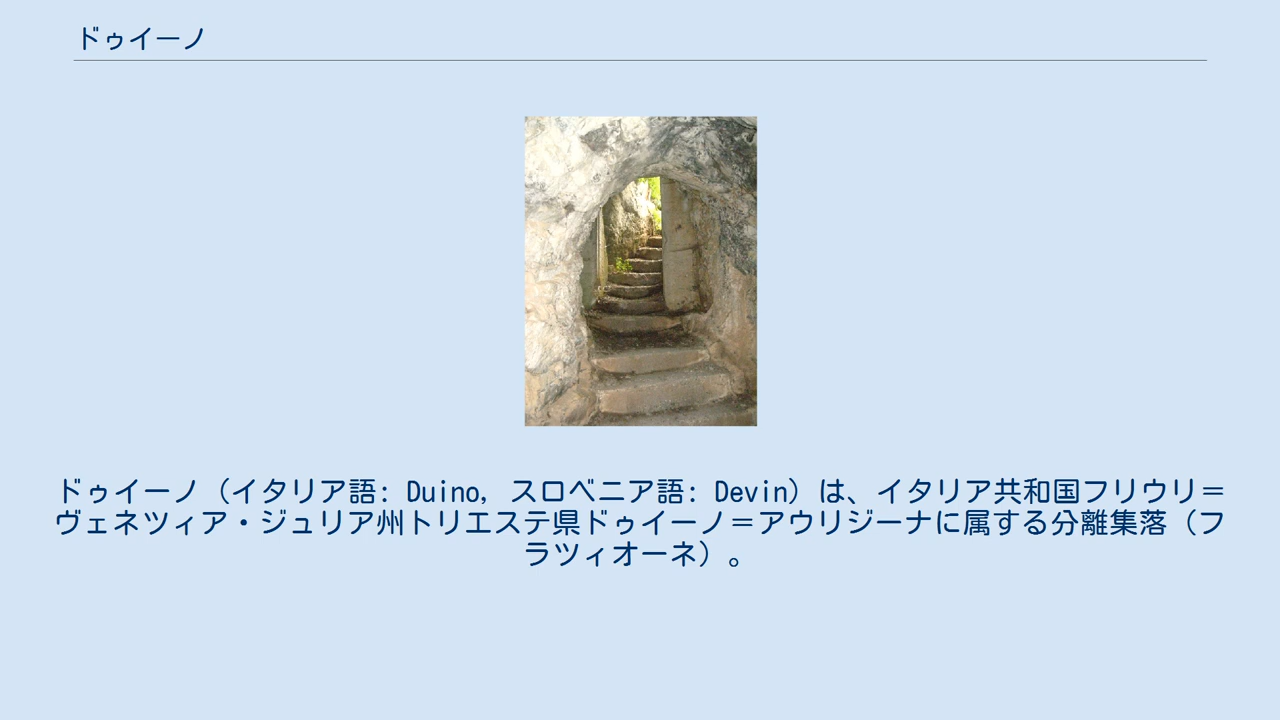 ドゥイーノ
ドゥイーノ（イタリア語: Duino, スロベニア語: Devin）は、イタリア共和国フリウリ＝
ヴェネツィア・ジュリア州トリエステ県ドゥイーノ＝アウリジーナに属する分離集落（フ
ラツィオーネ）。